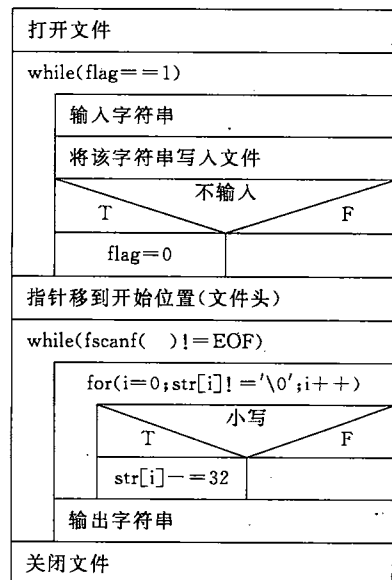 打开文件
while(flag==1)
输入字符串
将该字符串写入文件
不输入
T
F
flag=0
指针移到开始位置(文件头)
while(fscanf( )!=EOF)
for(i=0;str[i]!='\0';i++)
小写
T
F
str[i]-=32
输出字符串
关闭文件